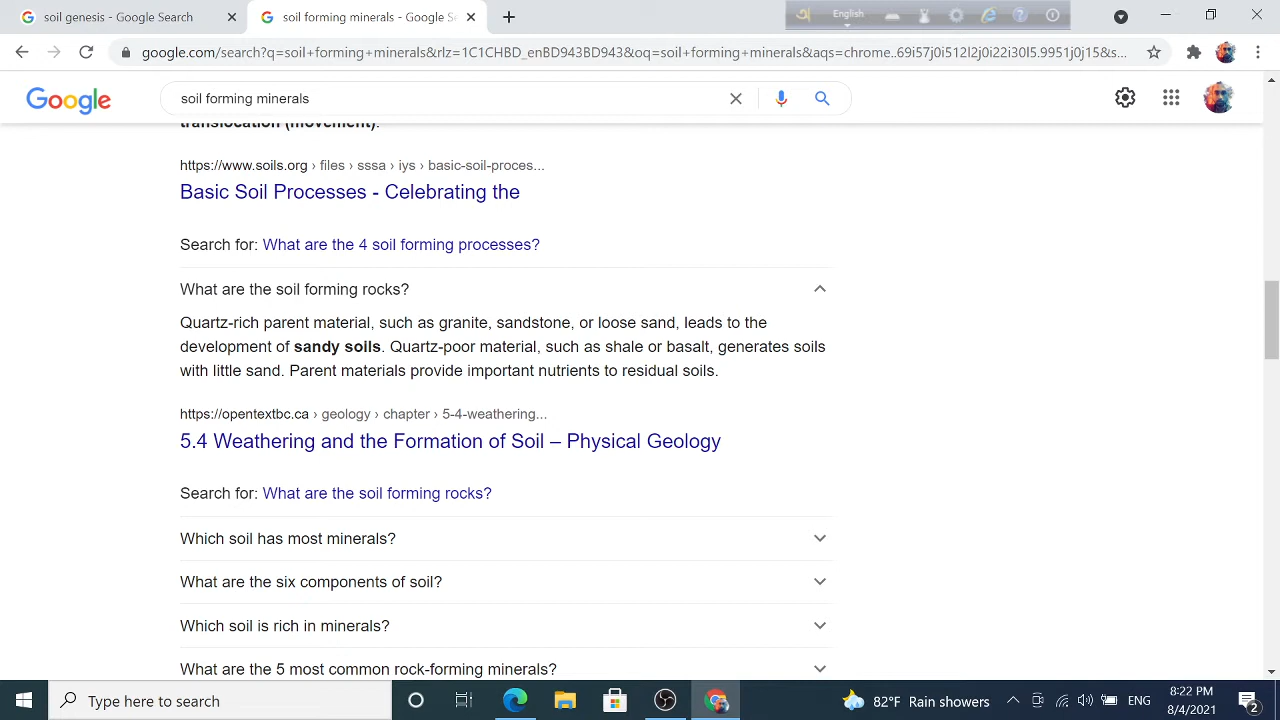 soil genesis - Google Search
soil forming minerals - Google Se
English
google.com/search?q=soil+forming+minerals&rlz=1C1CHBD_enBD943BD943&oq=soil+forming+minerals&aqs=chrome..69i57j0i512l2j0i22i30l5.9951j0j15&s...
Google
soil forming minerals
translocation (movement).
https://www.soils.org › files › sssa › iys › basic-soil-proces...
Basic Soil Processes - Celebrating the
Search for: What are the 4 soil forming processes?
What are the soil forming rocks?
Quartz-rich parent material, such as granite, sandstone, or loose sand, leads to the
development of sandy soils. Quartz-poor material, such as shale or basalt, generates soils
with little sand. Parent materials provide important nutrients to residual soils.
https://opentextbc.ca › geology › chapter › 5-4-weathering...
5.4 Weathering and the Formation of Soil – Physical Geology
Search for: What are the soil forming rocks?
Which soil has most minerals?
What are the six components of soil?
Which soil is rich in minerals?
What are the 5 most common rock-forming minerals?
Type here to search
82°F Rain showers
ENG
8:22 PM
8/4/2021
2